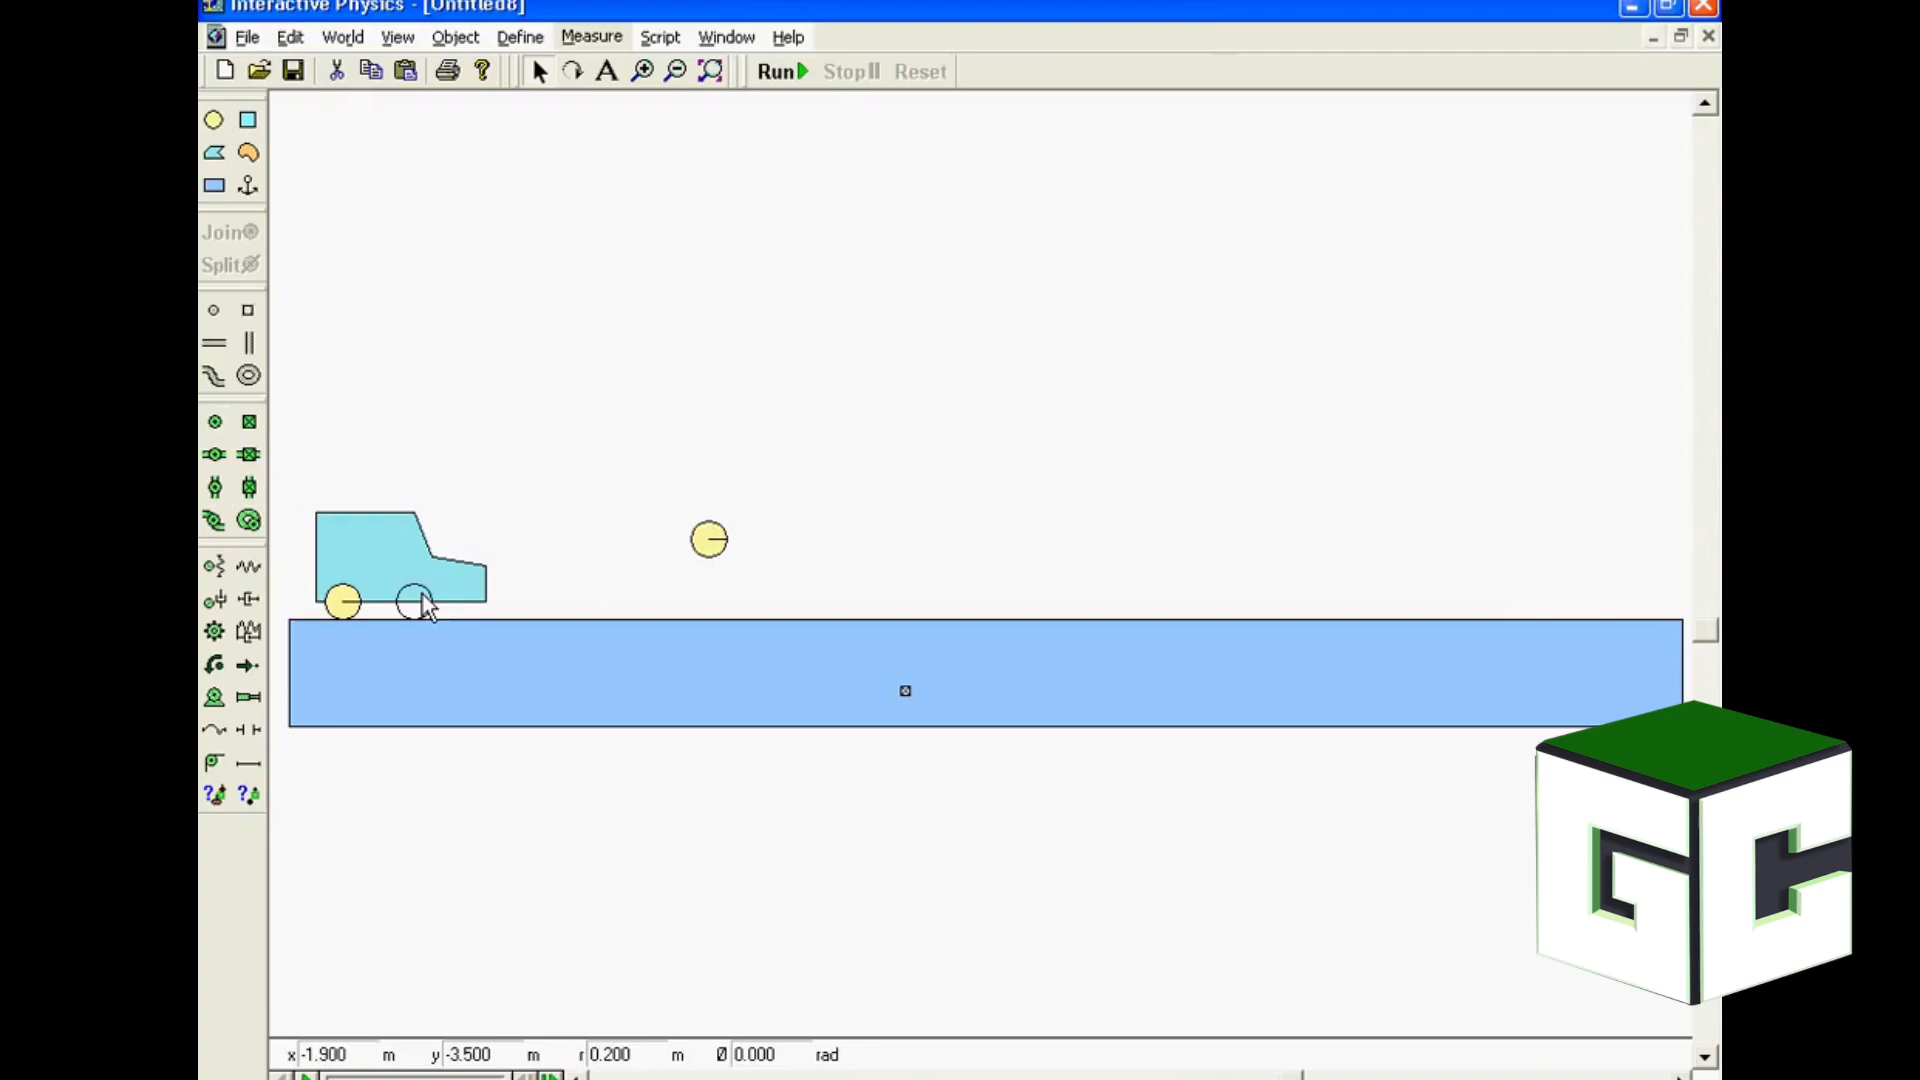 Interactive Physics - [Untitled8]
File Edit World View Object Define Measure Script Window Help
A ? Run Stop Reset
Join
Split
x -1.900 m y -3.500 m r 0.200 m Ø 0.000 rad
GC